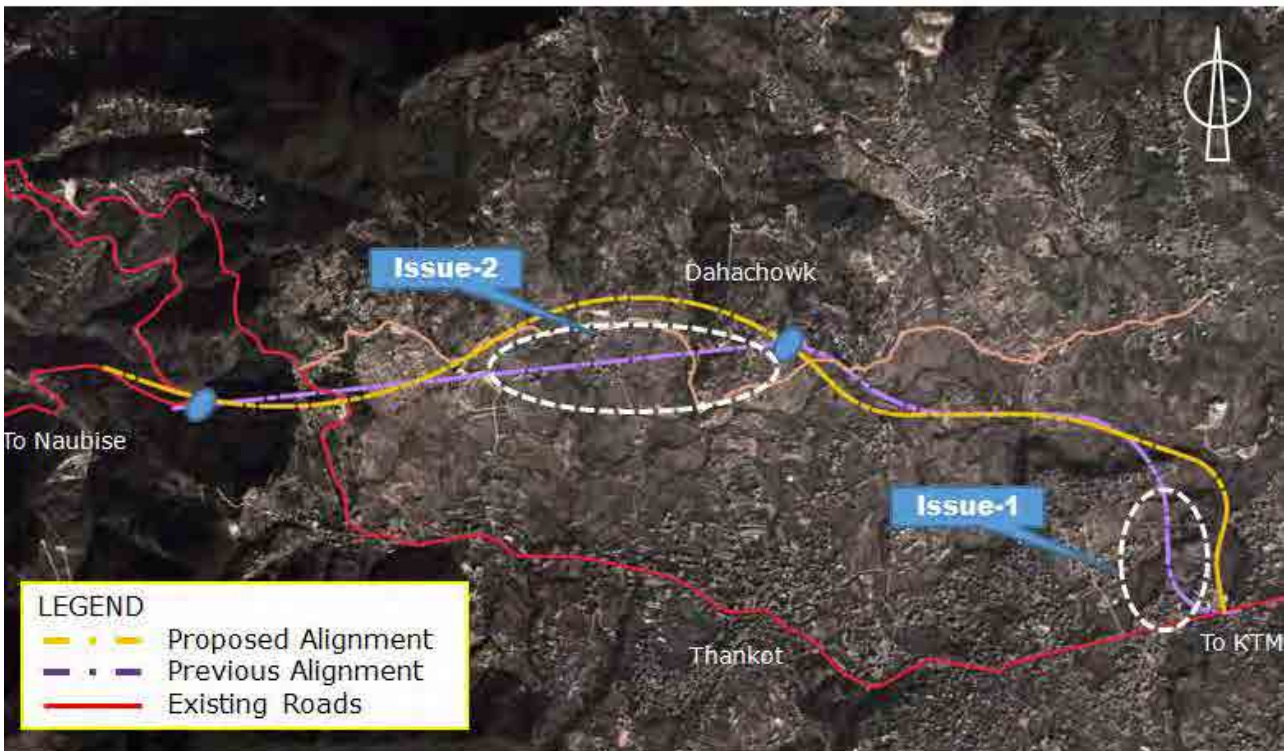 Issue-2
Dahachowk
To Naubise
Issue-1
To KTM
Thankot
LEGEND
Proposed Alignment
Previous Alignment
Existing Roads